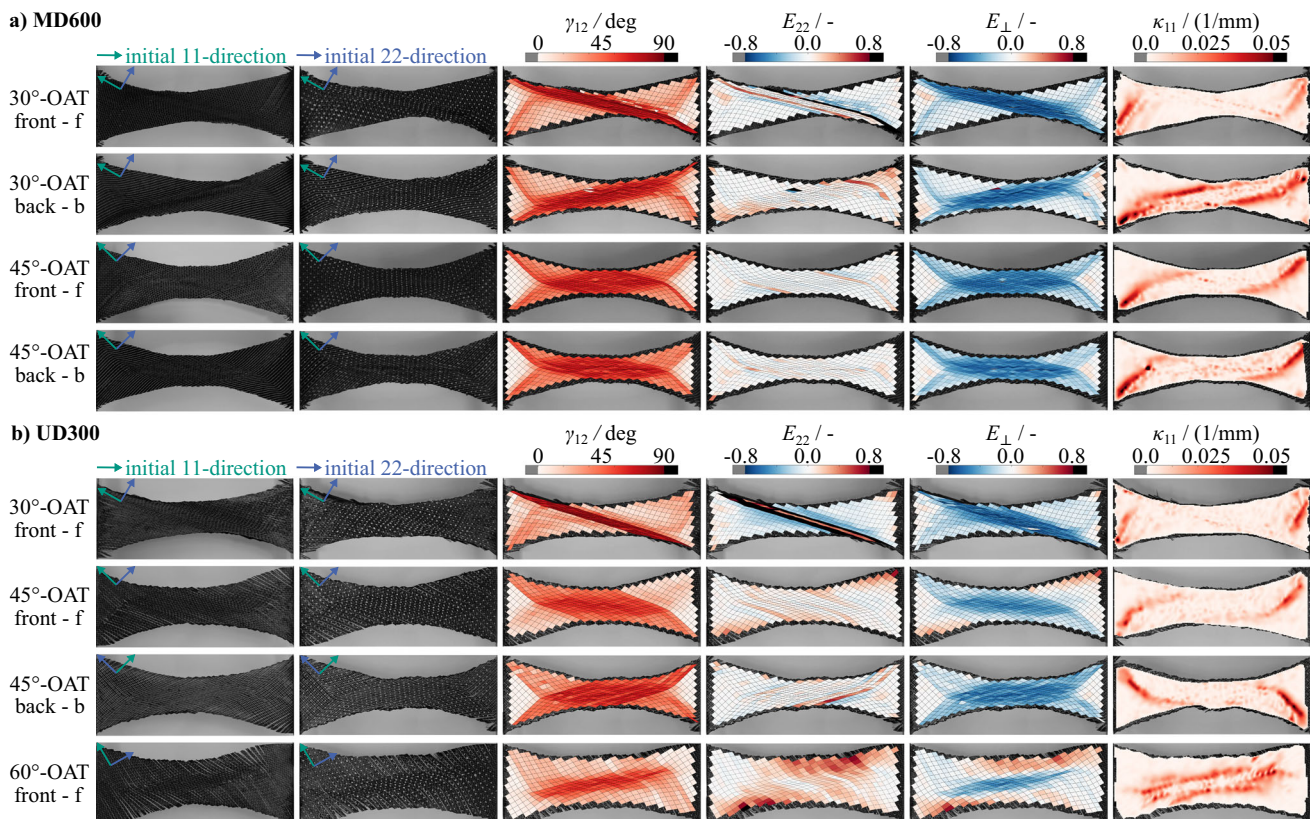 a) MD600
γ₁₂ / deg
E₂₂ / -
E⊥ / -
κ₁₁ / (1/mm)
0 45 90
-0.8 0.0 0.8
-0.8 0.0 0.8
0.0 0.025 0.05
initial 11-direction
initial 22-direction
30°-OAT
front - f
30°-OAT
back - b
45°-OAT
front - f
45°-OAT
back - b
b) UD300
γ₁₂ / deg
E₂₂ / -
E⊥ / -
κ₁₁ / (1/mm)
0 45 90
-0.8 0.0 0.8
-0.8 0.0 0.8
0.0 0.025 0.05
initial 11-direction
initial 22-direction
30°-OAT
front - f
45°-OAT
front - f
45°-OAT
back - b
60°-OAT
front - f